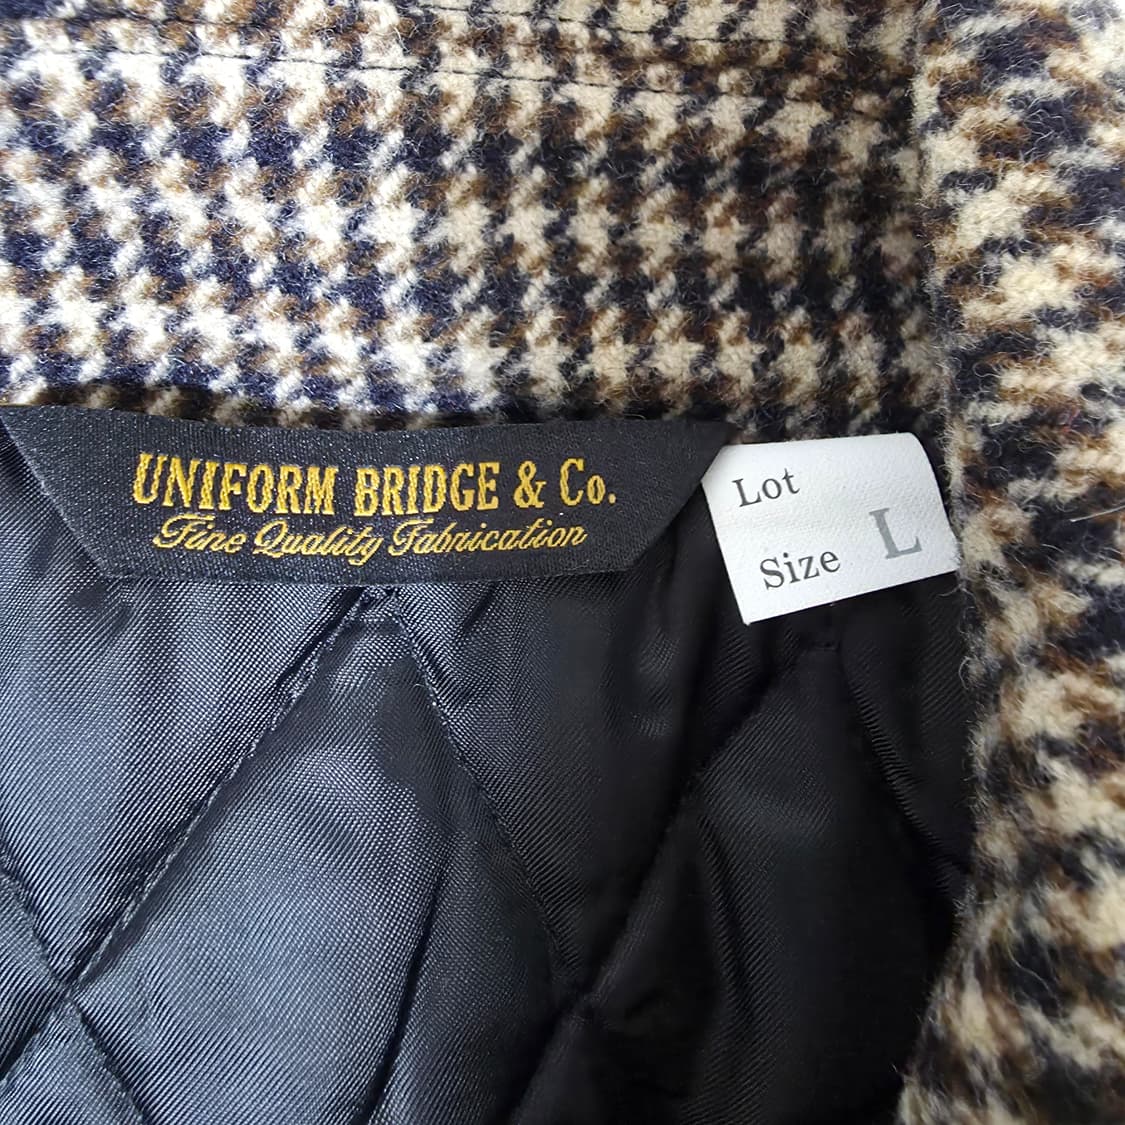 UNIFORM BRIDGE & Co.
Fine Quality Fabrication
Lot
Size L